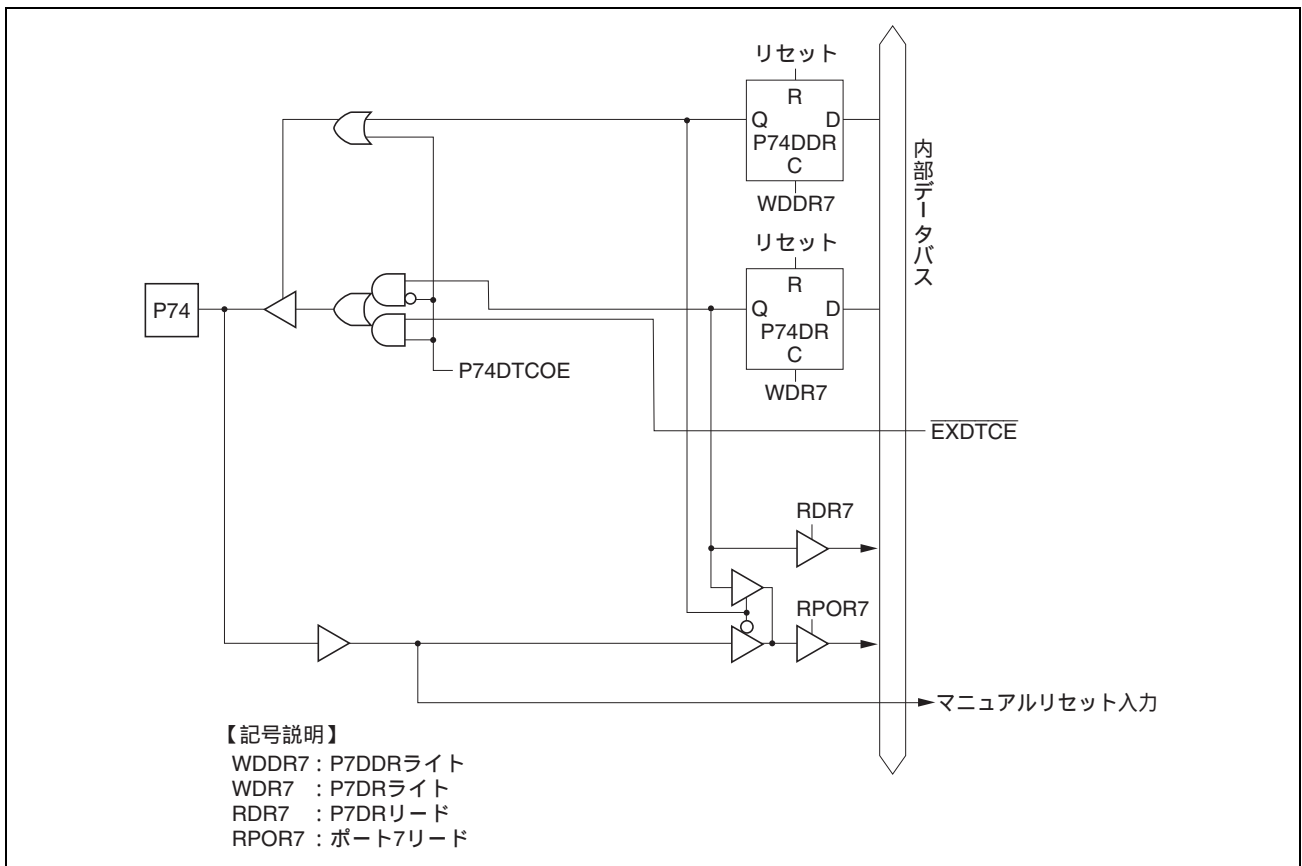 リセット
R
Q D
P74DDR
C
WDDR7
内部データバス
リセット
R
P74
Q D
P74DR
C
P74DTCOE
WDR7
EXDTCE
RDR7
RPOR7
マニュアルリセット入力
【記号説明】
WDDR7：P7DDRライト
WDR7 ：P7DRライト
RDR7 ：P7DRリード
RPOR7 ：ポート7リード